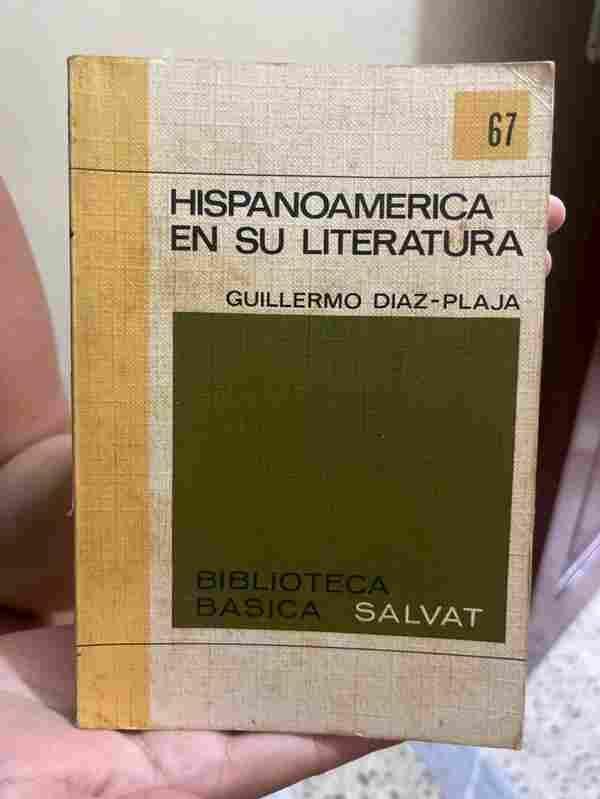 67
HISPANOAMERICA
EN SU LITERATURA
GUILLERMO DIAZ-PLAJA
BIBLIOTECA
BASICA SALVAT